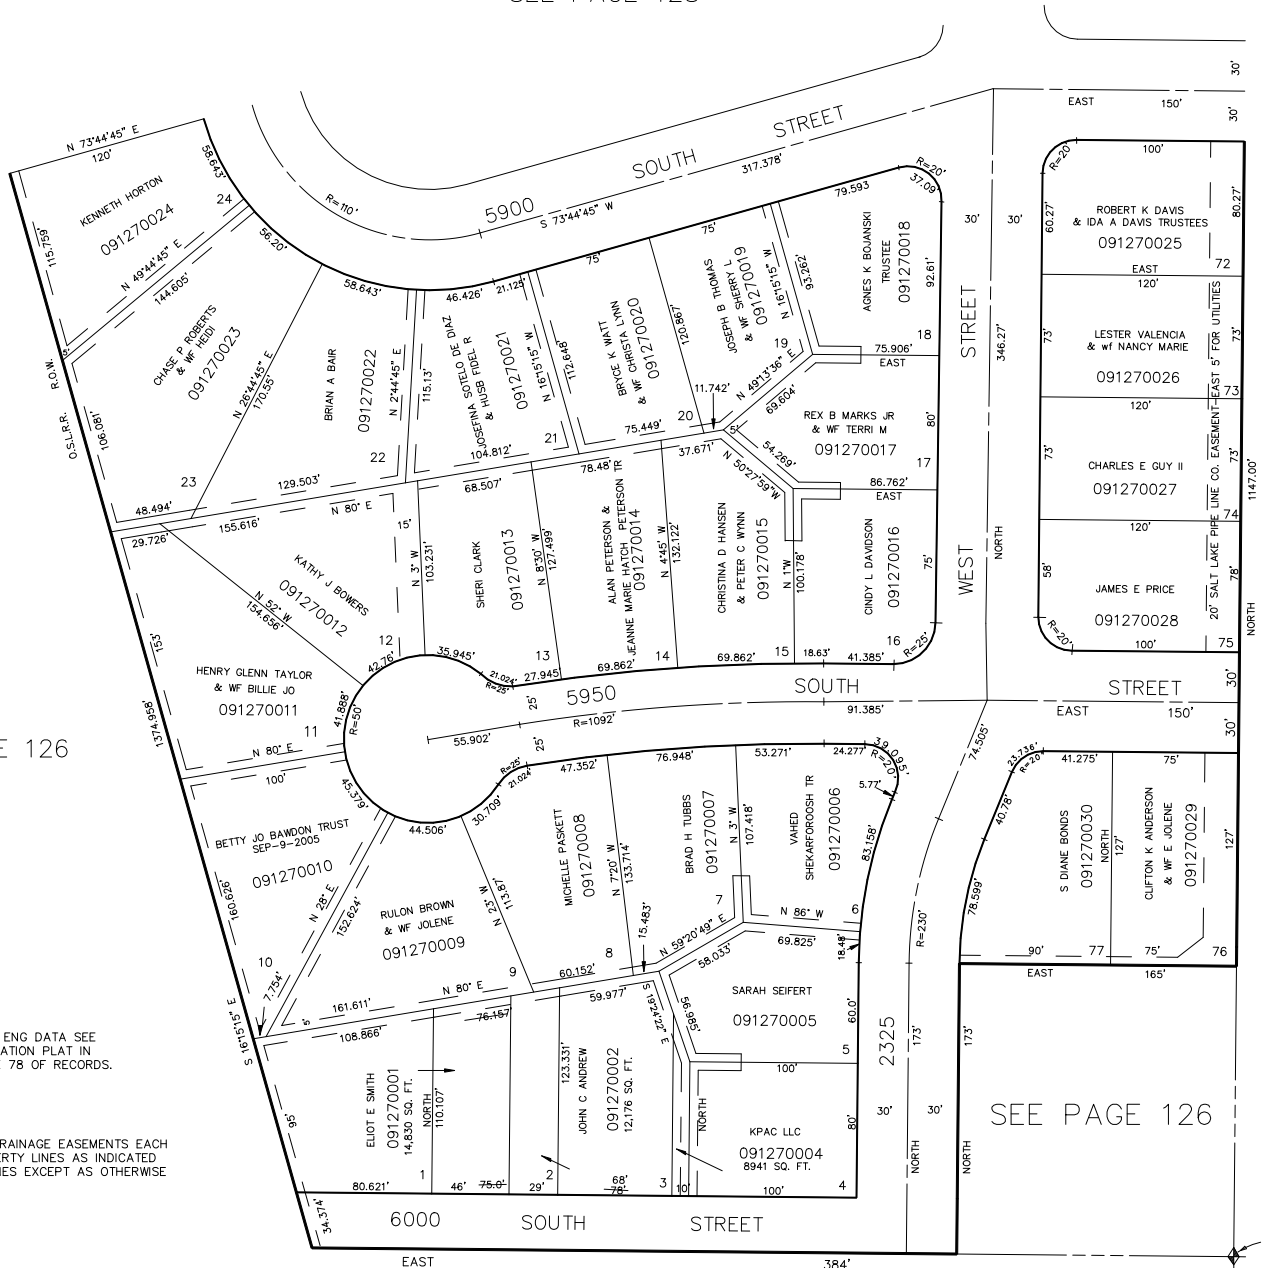 SEE PAGE 125
N 73°44'45" E
120'
58.643'
KENNETH HORTON
091270024
24
115.759'
R.O.W.
O.S.L.R.R.
N 49°44'45" E
144.605'
5'
56.20'
R=110'
5900
SOUTH
STREET
S 73°44'45" W
317.378'
EAST
150'
30'
30'
CHASE P ROBERTS
& WF HEIDI
091270023
23
106.081'
48.494'
N 26°44'45" E
170.55'
58.643'
BRIAN A BAIR
091270022
22
129.503'
N 2°44'45" E
115.13'
46.426'
21.125'
JOSEFINA SOTELO DE DIAZ
& HUSB FIDEL R
091270021
21
104.812'
N 16°15'15" W
112.648'
75'
BRYCE K WATT
& WF CHRISTA LYNN
091270020
20
75.449'
120.867'
11.742'
75'
JOSEPH B THOMAS
& WF SHERRY L
091270019
19
N 16°15'15" W
93.262'
N 49°13'36" E
69.604'
79.593
R=20'
37.09
AGNES K BOJANSKI
TRUSTEE
091270018
18
92.61'
75.906'
EAST
REX B MARKS JR
& WF TERRI M
091270017
17
80'
5'
54.269'
N 50°27'59"W
86.762'
EAST
30'
30'
STREET
346.27'
WEST
NORTH
R=20'
100'
60.27'
80.27'
ROBERT K DAVIS
& IDA A DAVIS TRUSTEES
091270025
72
EAST
120'
73'
73'
LESTER VALENCIA
& wf NANCY MARIE
091270026
73
120'
73'
73'
CHARLES E GUY II
091270027
74
120'
58'
78'
JAMES E PRICE
091270028
75
R=20'
100'
20' SALT LAKE PIPE LINE CO. EASEMENT-EAST 5' FOR UTILITIES
1147.00'
NORTH
29.726'
155.616'
N 80° E
15'
KATHY J BOWERS
091270012
12
N 52° W
154.656'
42.76'
N 3° W
103.231'
68.507'
SHERI CLARK
091270013
13
35.945'
21.024'
R=25'
27.945
N 8°30' W
127.499'
78.48'
ALAN PETERSON &
JEANNE MARIE HATCH PETERSON TR
091270014
14
69.862'
N 4°45' W
132.122'
37.671'
CHRISTINA D HANSEN
& PETER C WYNN
091270015
15
69.862'
N 1°W
100.178'
CINDY L DAVIDSON
091270016
16
75'
18.63'
41.385'
R=25'
153'
HENRY GLENN TAYLOR
& WF BILLIE JO
091270011
11
41.888'
R=50'
N 80° E
100'
1374.958'
E 126
5950
SOUTH
STREET
25'
25'
55.902'
R=1092'
91.385'
EAST
150'
30'
30'
45.379'
44.506'
30.709'
R=25'
21.024'
BETTY JO BAWDON TRUST
SEP-9-2005
091270010
10
160.626'
N 28° E
152.624'
7.754'
RULON BROWN
& WF JOLENE
091270009
9
161.611'
N 80° E
5'
N 23° W
113.87'
47.352'
MICHELLE PASKETT
091270008
8
60.152'
N 7°20' W
133.714'
15.483'
76.948'
BRAD H TUBBS
091270007
7
N 59°20'49" E
58.033'
N 3° W
107.418'
53.271'
24.277'
39.095'
R=20'
5.77'
VAHED
SHEKARFOROOSH TR
091270006
6
83.158'
N 86° W
69.825'
18.48'
74.505'
23.736'
R=20'
41.275'
75'
40.78'
78.599'
R=230'
S DIANE BONDS
091270030
NORTH
127'
90'
77
CLIFTON K ANDERSON
& WF E JOLENE
091270029
127'
75'
76
EAST
165'
ENG DATA SEE
ATION PLAT IN
E 78 OF RECORDS.
S 16°15'15" E
108.866'
76.157'
59.977'
ELIOT E SMITH
091270001
14,830 SQ. FT.
NORTH
110.107'
1
95'
123.331'
JOHN C ANDREW
091270002
12,176 SQ. FT.
2
S 19°24'22" E
56.985'
SARAH SEIFERT
091270005
5
60.0'
100'
NORTH
KPAC LLC
091270004
8941 SQ. FT.
4
80'
3
2325
173'
173'
30'
30'
NORTH
NORTH
SEE PAGE 126
RAINAGE EASEMENTS EACH
ERTY LINES AS INDICATED
IES EXCEPT AS OTHERWISE
80.621'
46'
75.0'
29'
68'
78'
10'
100'
34.374'
6000
SOUTH
STREET
EAST
384'